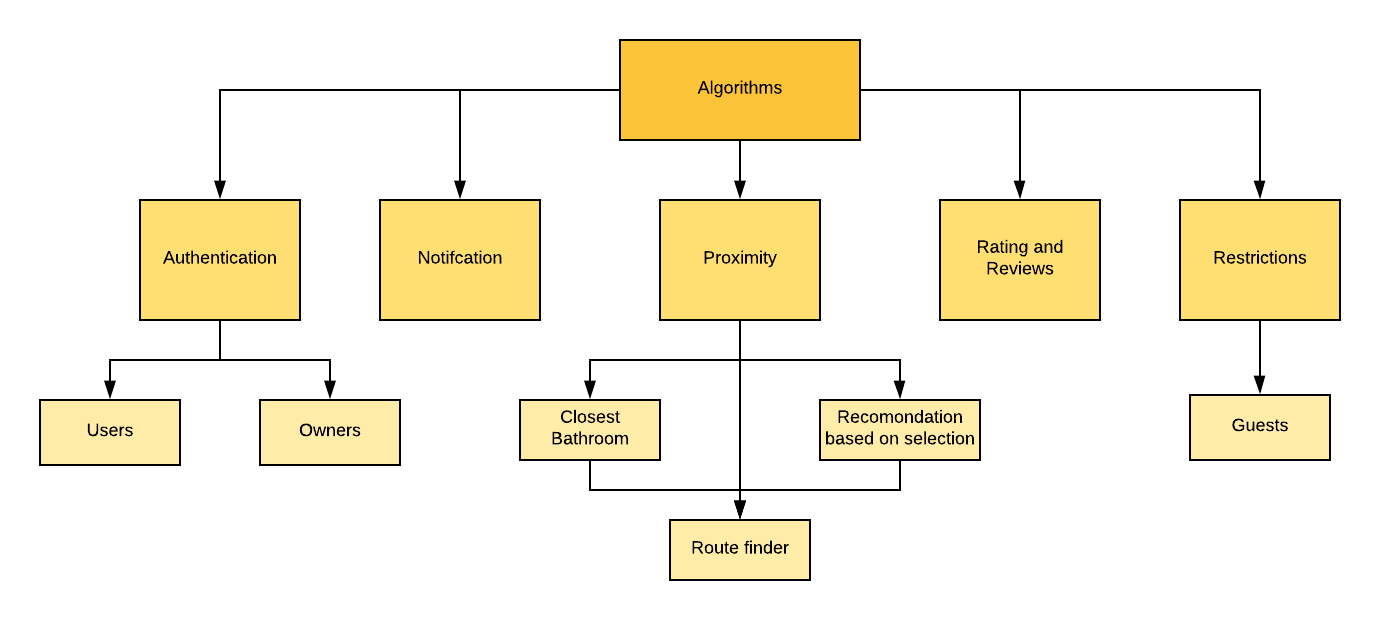 Algorithms
Authentication
Notifcation
Proximity
Rating and
Reviews
Restrictions
Users
Owners
Closest
Bathroom
Recomondation
based on selection
Guests
Route finder